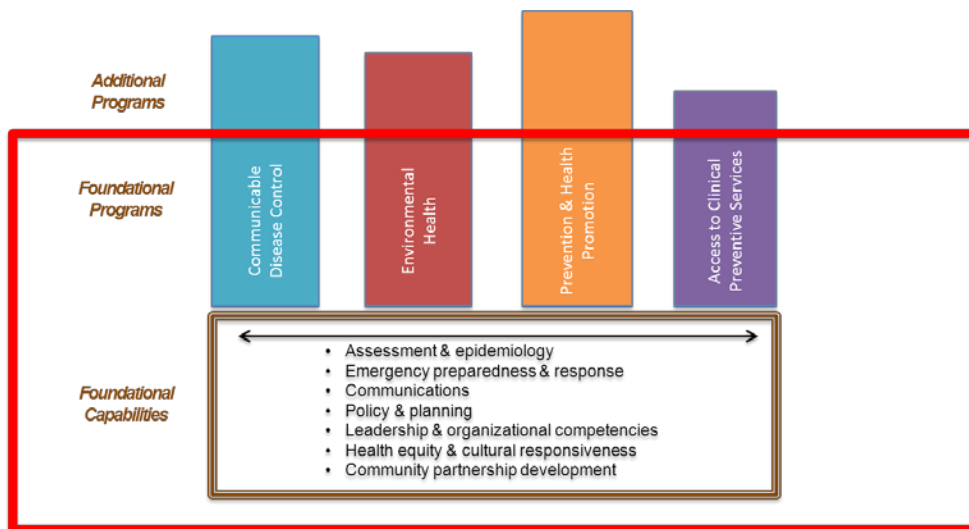 Additional
Programs
Foundational
Programs
Communicable
Disease Control
Environmental
Health
Prevention & Health
Promotion
Access to Clinical
Preventive Services
Foundational
Capabilities
• Assessment & epidemiology
• Emergency preparedness & response
• Communications
• Policy & planning
• Leadership & organizational competencies
• Health equity & cultural responsiveness
• Community partnership development